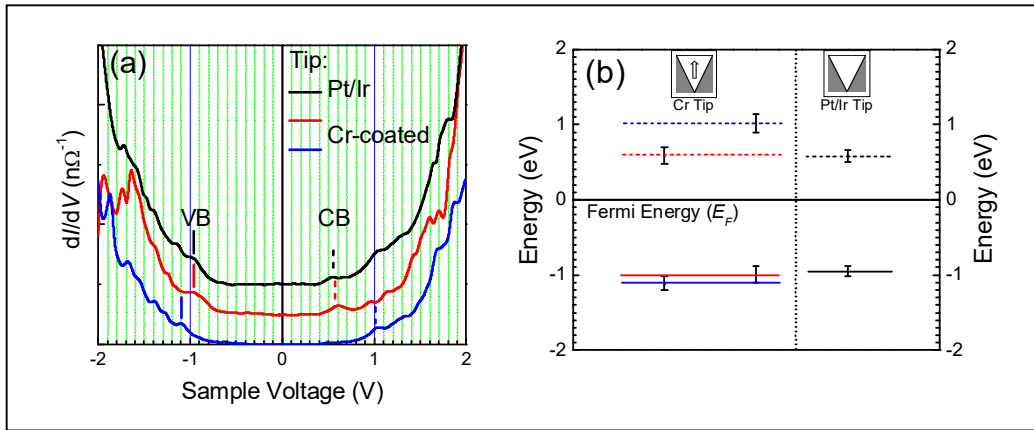 (a)
Tip:
Pt/Ir
Cr-coated
VB
CB
dI/dV (nΩ⁻¹)
-2 -1 0 1 2
Sample Voltage (V)
(b)
Cr Tip
Pt/Ir Tip
2
1
0
-1
-2
Energy (eV)
Fermi Energy (E_F)
2
1
0
-1
-2
Energy (eV)